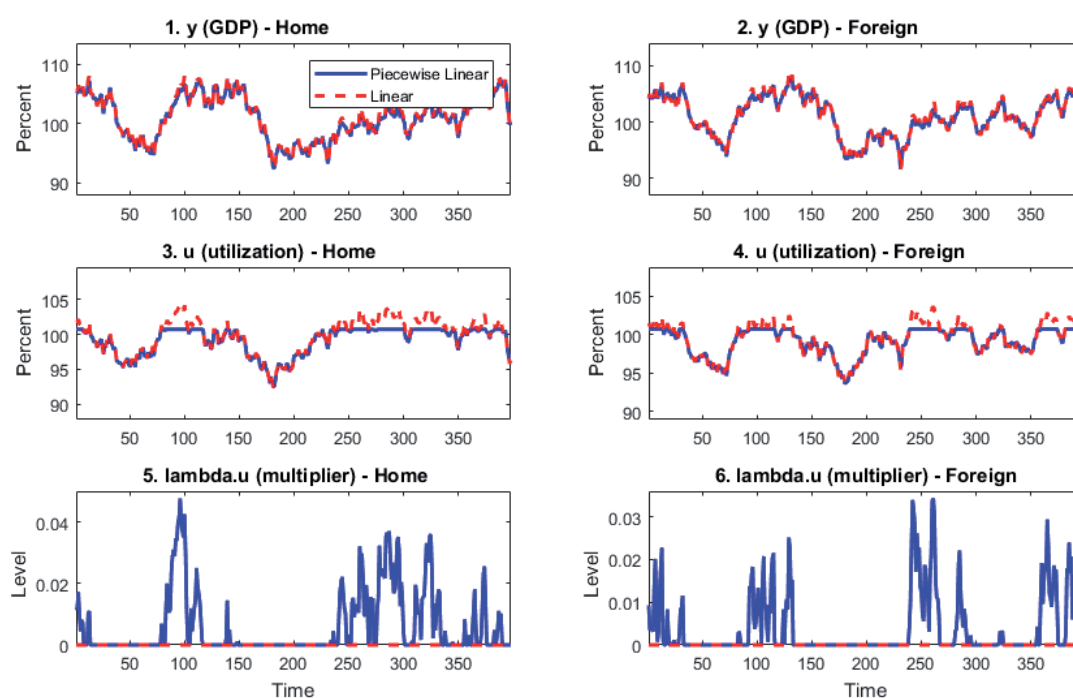 1. y (GDP) - Home
2. y (GDP) - Foreign
Piecewise Linear
Linear
Percent
110
100
90
50 100 150 200 250 300 350
Percent
110
100
90
50 100 150 200 250 300 350
3. u (utilization) - Home
4. u (utilization) - Foreign
Percent
105
100
95
90
50 100 150 200 250 300 350
Percent
105
100
95
90
50 100 150 200 250 300 350
5. lambda.u (multiplier) - Home
6. lambda.u (multiplier) - Foreign
Level
0.04
0.02
0
50 100 150 200 250 300 350
Time
Level
0.03
0.02
0.01
0
50 100 150 200 250 300 350
Time